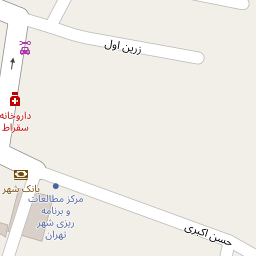 زرین اول
داروخانه
سقراط
بانک شهر
مرکز مطالعات
و برنامه
ریزی شهر
تهران
حسن اکبری